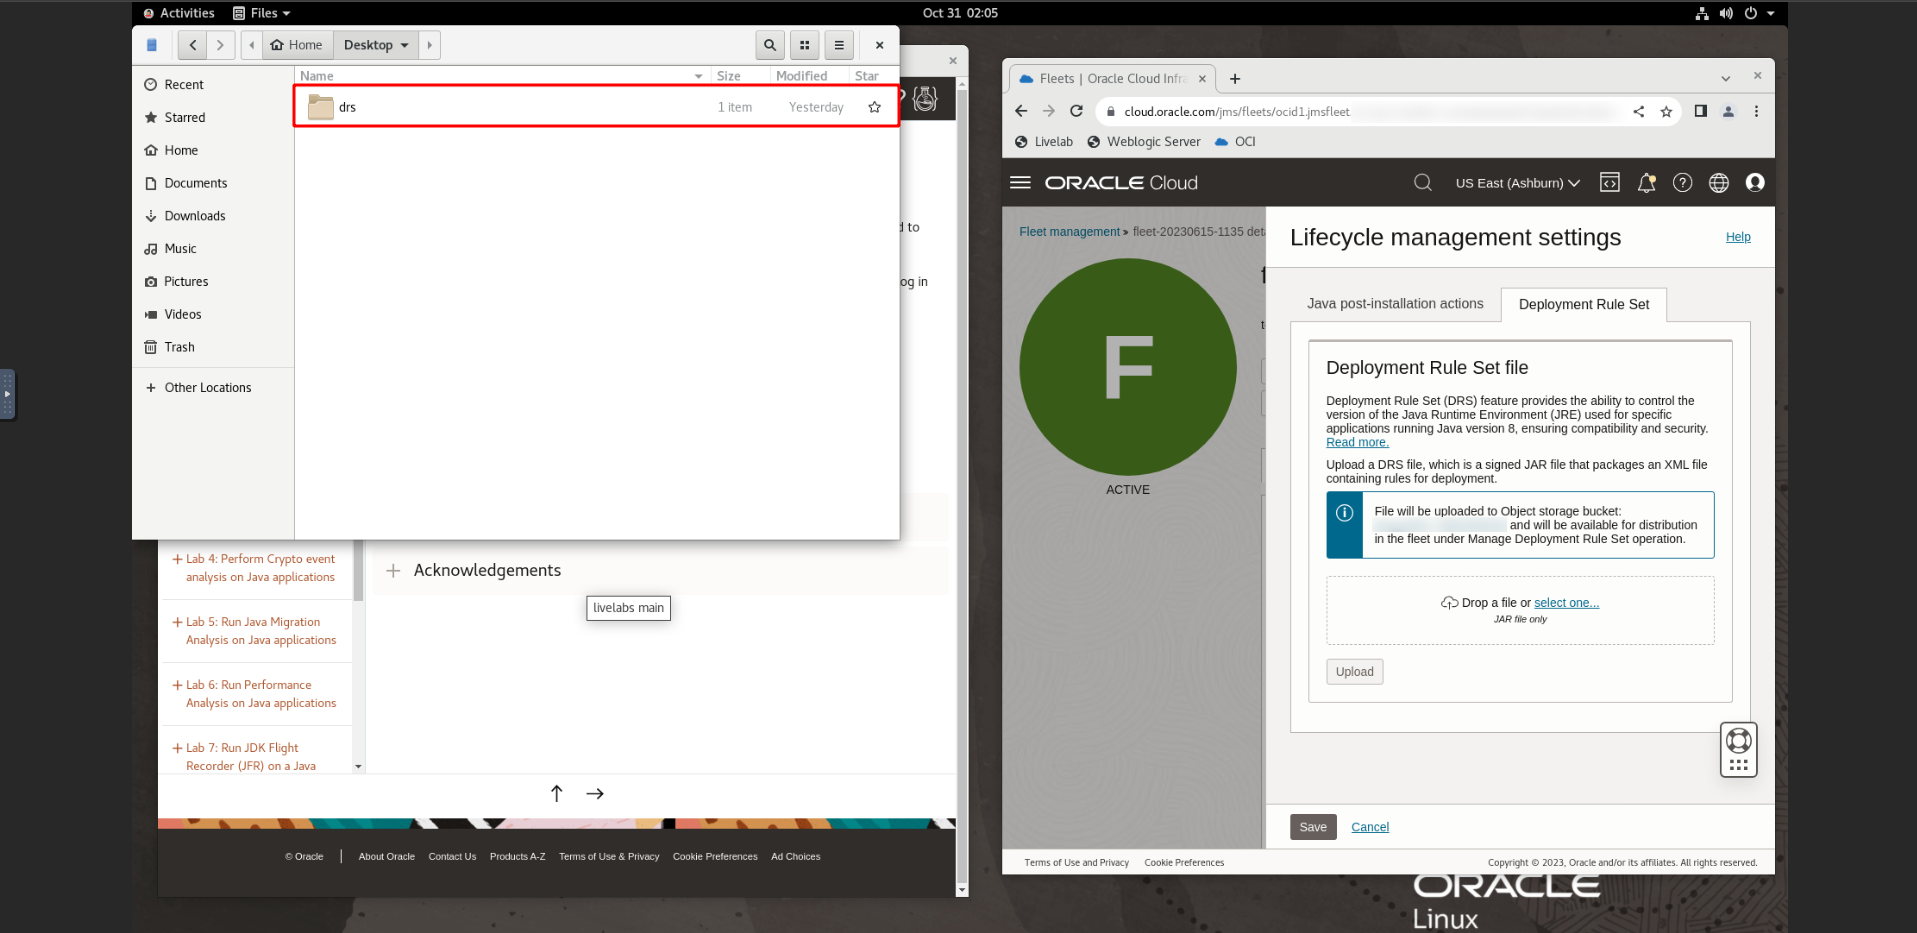 Activities
Files
Oct 31 02:05
Home
Desktop
Name
Size
Modified
Star
drs
1 item
Yesterday
Recent
Starred
Home
Documents
Downloads
Music
Pictures
Videos
Trash
Other Locations
d to
og in
Lab 4: Perform Crypto event
analysis on Java applications
Lab 5: Run Java Migration
Analysis on Java applications
Lab 6: Run Performance
Analysis on Java applications
Lab 7: Run JDK Flight
Recorder (JFR) on a Java
Acknowledgements
livelabs main
© Oracle
About Oracle
Contact Us
Products A-Z
Terms of Use & Privacy
Cookie Preferences
Ad Choices
Fleets | Oracle Cloud Infra
cloud.oracle.com/jms/fleets/ocid1.jmsfleet
Livelab
Weblogic Server
OCI
ORACLE Cloud
US East (Ashburn)
Fleet management » fleet-20230615-1135 deta
F
ACTIVE
Lifecycle management settings
Help
Java post-installation actions
Deployment Rule Set
Deployment Rule Set file
Deployment Rule Set (DRS) feature provides the ability to control the
version of the Java Runtime Environment (JRE) used for specific
applications running Java version 8, ensuring compatibility and security.
Read more.
Upload a DRS file, which is a signed JAR file that packages an XML file
containing rules for deployment.
File will be uploaded to Object storage bucket:
and will be available for distribution
in the fleet under Manage Deployment Rule Set operation.
Drop a file or select one...
JAR file only
Upload
Save
Cancel
Terms of Use and Privacy
Cookie Preferences
Copyright © 2023, Oracle and/or its affiliates. All rights reserved.
ORACLE
Linux